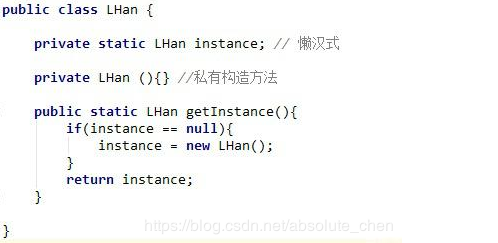 public class LHan {
private static LHan instance; // 懒汉式
private LHan (){} //私有构造方法
public static LHan getInstance(){
if(instance == null){
instance = new LHan();
}
return instance;
}
}
https://blog.csdn.net/absolute_chen